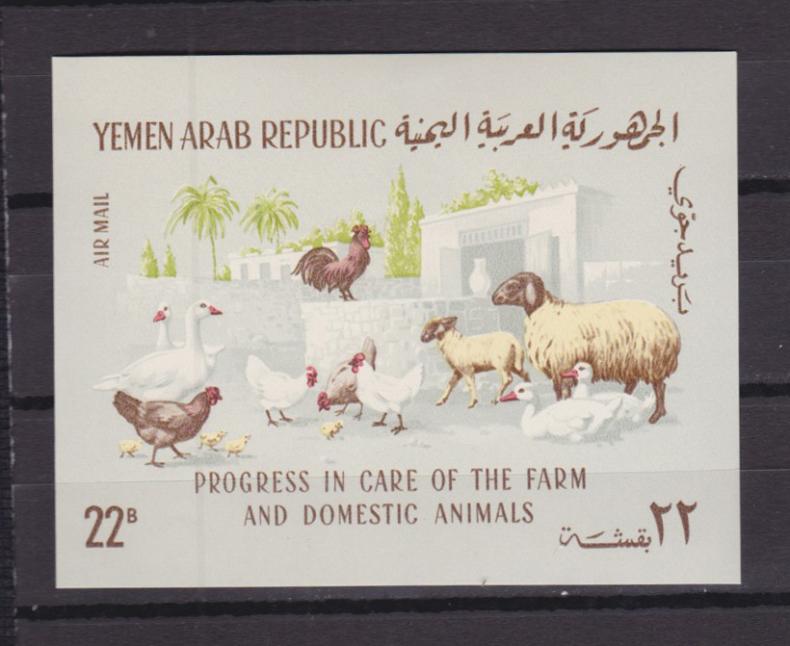 YEMEN ARAB REPUBLIC الجمهورية العربية اليمنية
AIR MAIL
بريد جوي
PROGRESS IN CARE OF THE FARM
AND DOMESTIC ANIMALS
22B
٢٢ بقشة